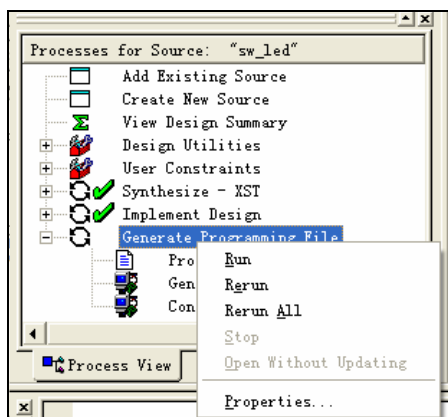 Processes for Source: "sw_led"
Add Existing Source
Create New Source
View Design Summary
Design Utilities
User Constraints
Synthesize - XST
Implement Design
Generate Programming File
Pro
Gen
Con
Run
Rerun
Rerun All
Stop
Open Without Updating
Properties...
Process View